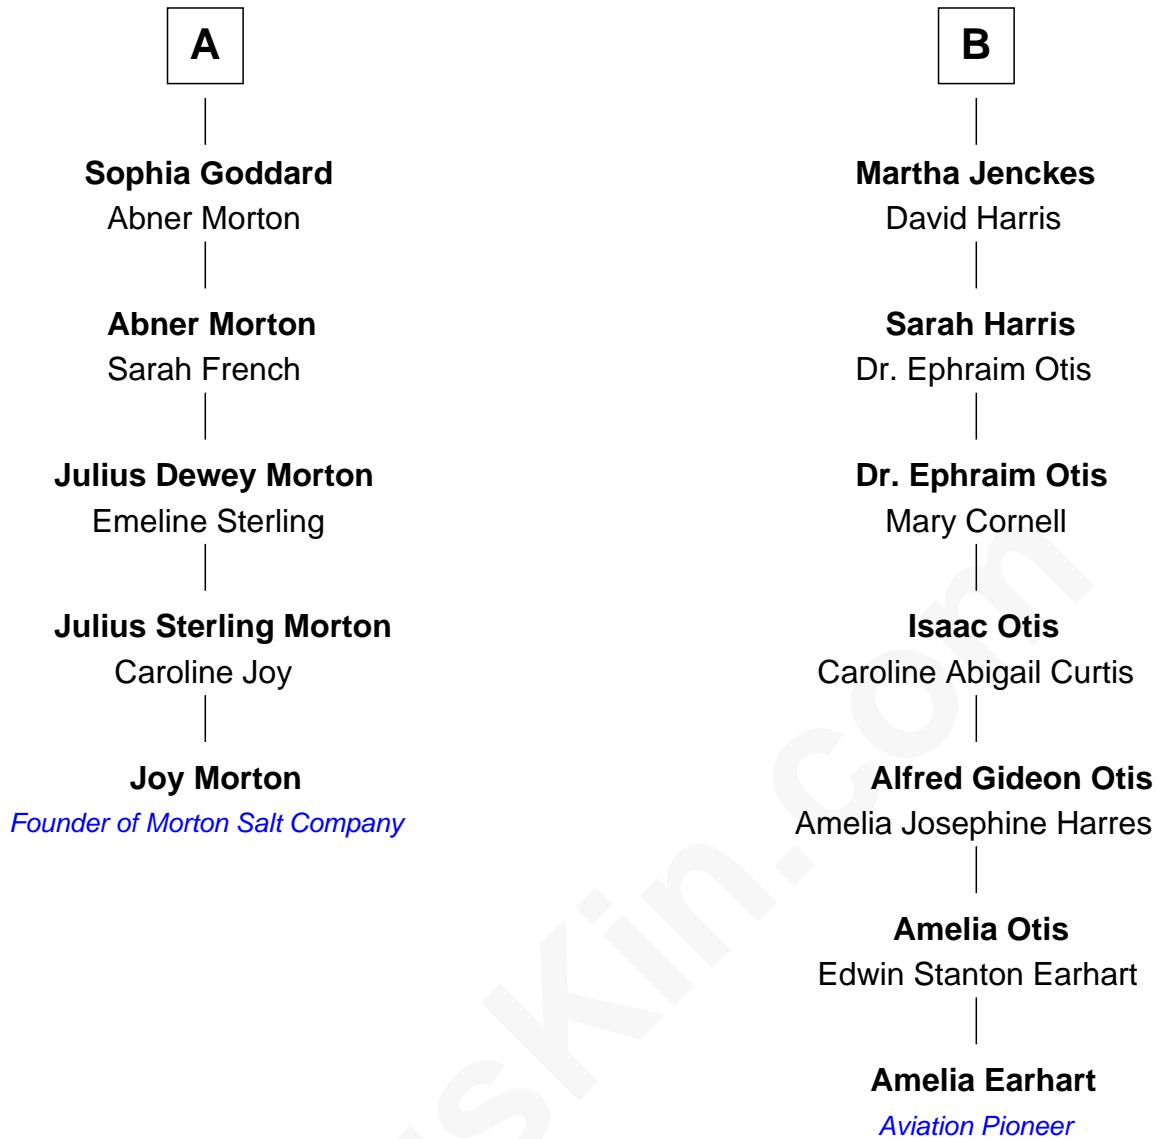 A
Sophia Goddard
Abner Morton
Abner Morton
Sarah French
Julius Dewey Morton
Emeline Sterling
Julius Sterling Morton
Caroline Joy
Joy Morton
Founder of Morton Salt Company
B
Martha Jenckes
David Harris
Sarah Harris
Dr. Ephraim Otis
Dr. Ephraim Otis
Mary Cornell
Isaac Otis
Caroline Abigail Curtis
Alfred Gideon Otis
Amelia Josephine Harres
Amelia Otis
Edwin Stanton Earhart
Amelia Earhart
Aviation Pioneer
usKin.com